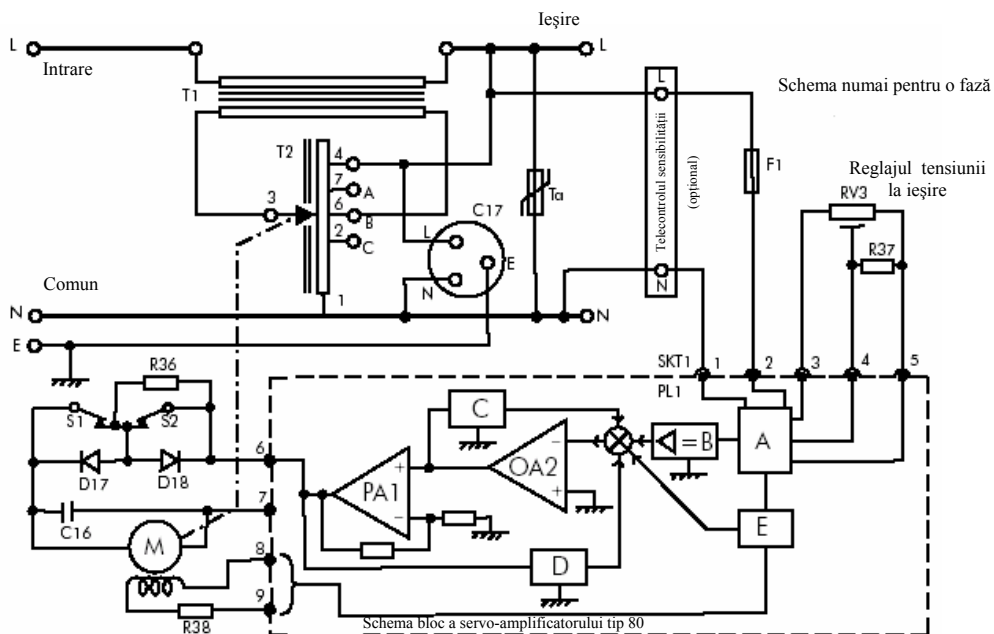 Ieşire
L
L
Intrare
T1
L
Schema numai pentru o fază
T2
4
7
A
3
6
B
2
C
C17
L
E
N
Ta
Telecontrolul sensibilităţii
(opţional)
F1
Reglajul tensiunii
la ieşire
RV3
R37
Comun
1
N
N
N
E
SKT1
1
2
3
4
5
PL1
R36
S1
S2
6
D17
D18
C
A
= B
OA2
−
+
PA1
+
−
7
C16
M
E
8
D
9
R38
Schema bloc a servo-amplificatorului tip 80